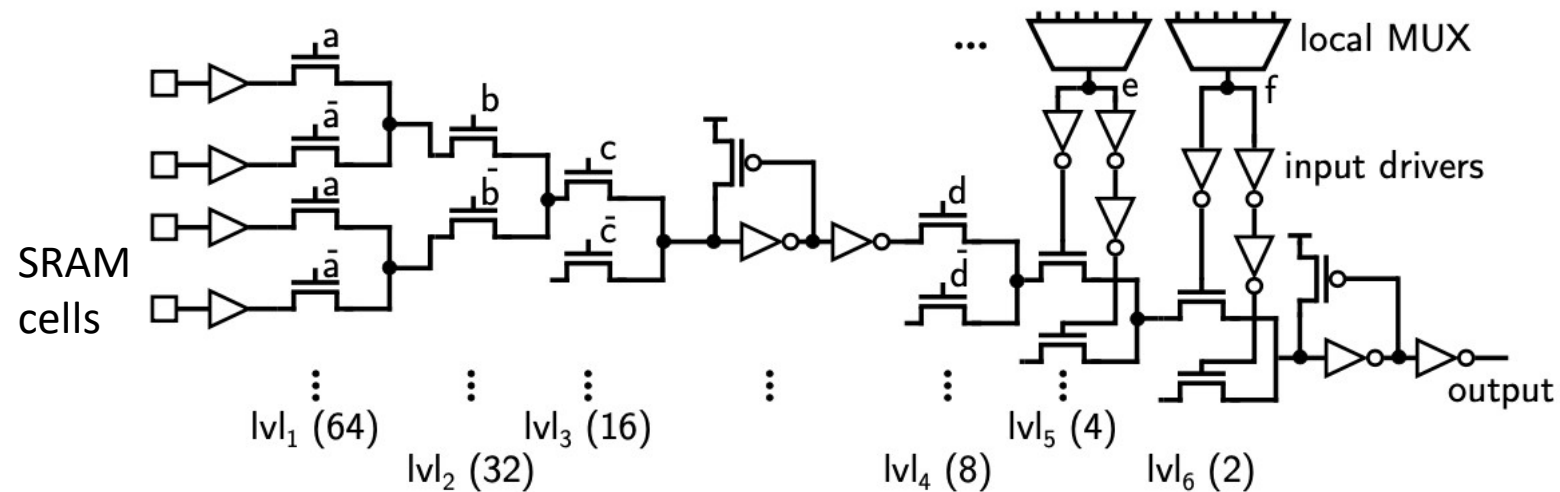 a
ā
a
ā
b
b̄
c
c̄
d
d̄
...
e
f
local MUX
input drivers
SRAM
cells
output
lvl₁ (64)
lvl₂ (32)
lvl₃ (16)
lvl₄ (8)
lvl₅ (4)
lvl₆ (2)